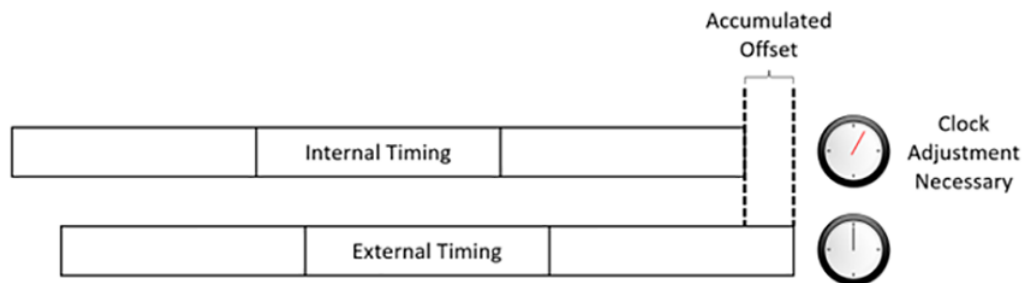 Accumulated
Offset
Internal Timing
Clock
Adjustment
Necessary
External Timing